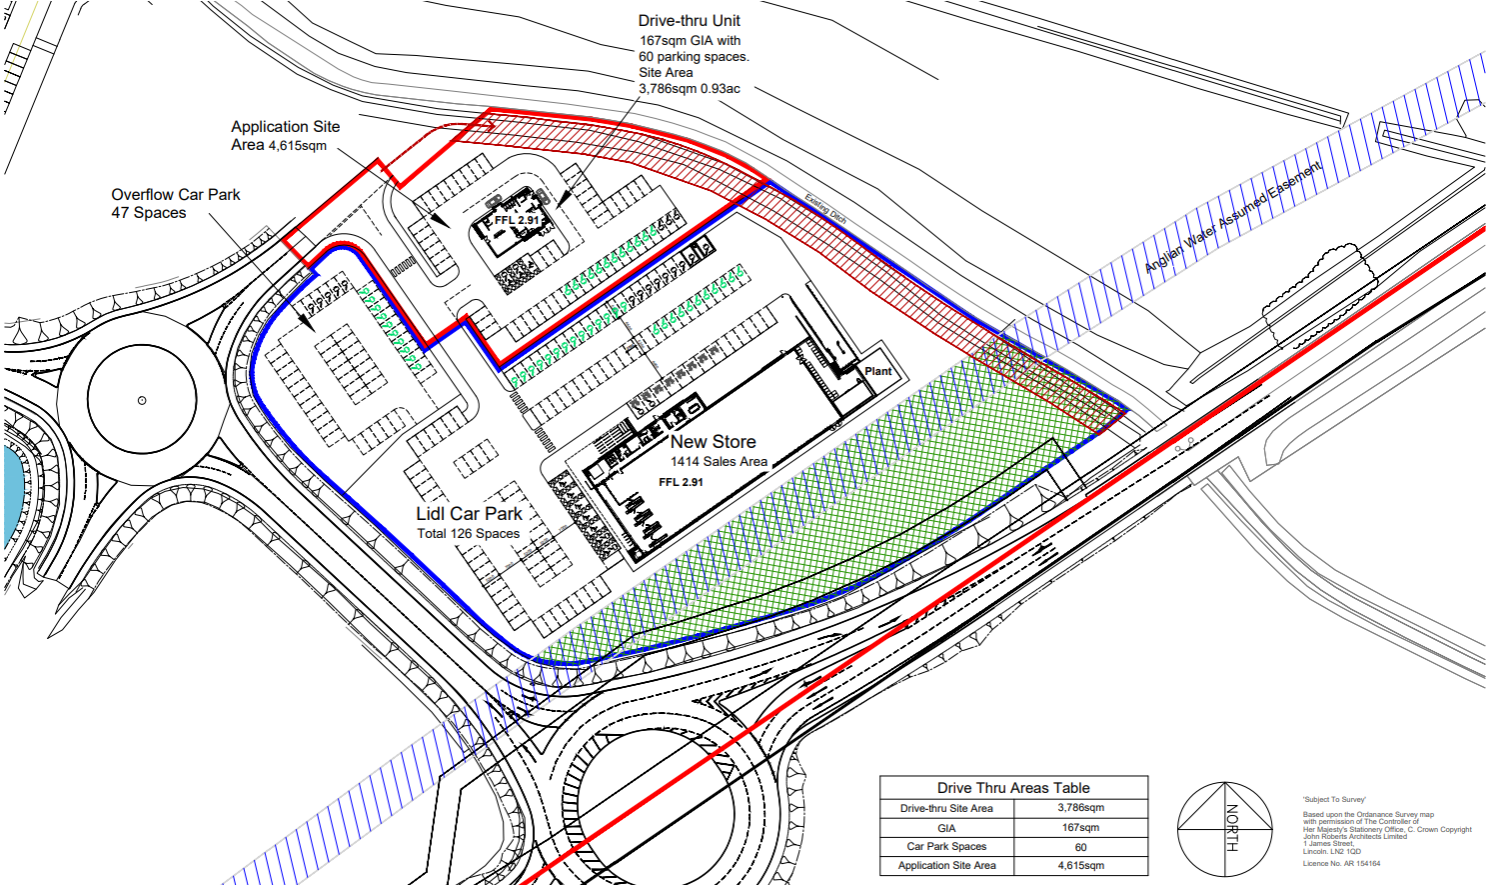 Drive-thru Unit
167sqm GIA with
60 parking spaces.
Site Area
3,786sqm 0.93ac
Application Site
Area 4,615sqm
Overflow Car Park
47 Spaces
FFL 2.91
Existing Ditch
Anglian Water Assumed Easement
Plant
New Store
1414 Sales Area
FFL 2.91
Lidl Car Park
Total 126 Spaces
Drive Thru Areas Table
Drive-thru Site Area 3,786sqm
GIA 167sqm
Car Park Spaces 60
Application Site Area 4,615sqm
NORTH
'Subject To Survey'
Based upon the Ordanance Survey map
with permission of The Controller of
Her Majesty's Stationery Office, C. Crown Copyright
John Roberts Architects Limited
1 James Street,
Lincoln. LN2 1QD
Licence No. AR 154164